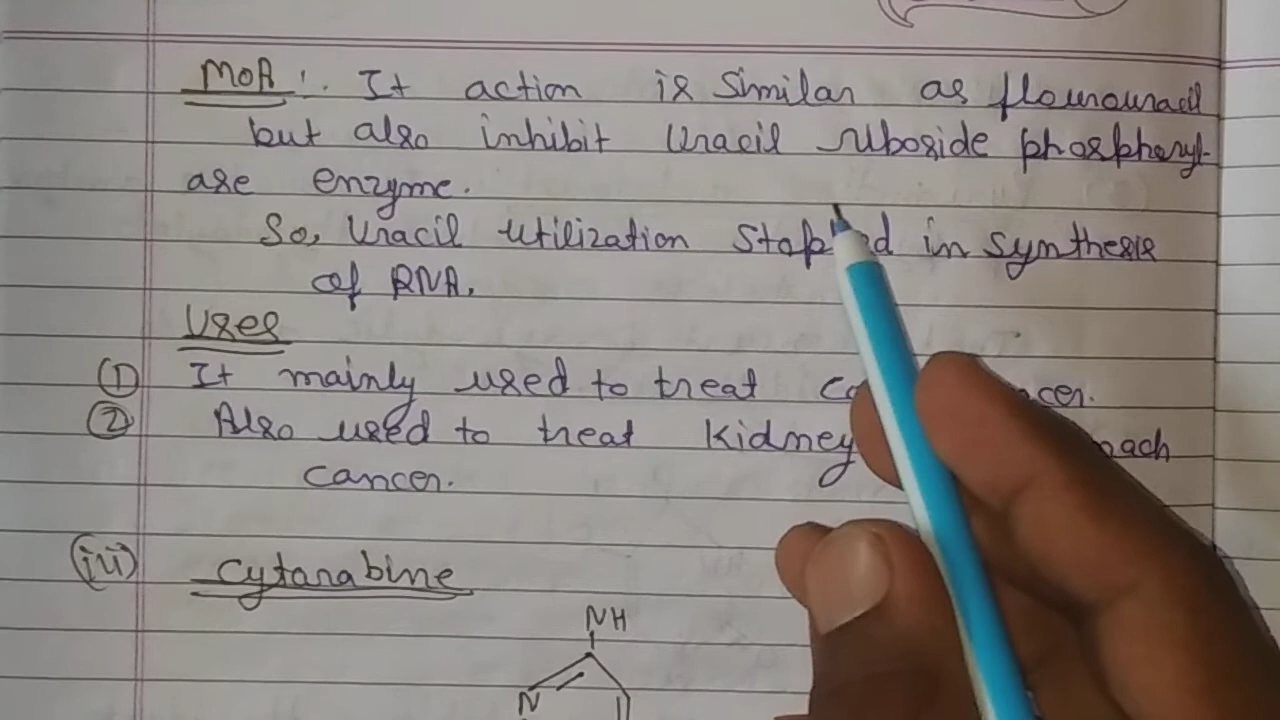 MOA :. It action is similar as flourouracil
but also inhibit Uracil riboside phosphoryl-
ase enzyme.
So, Uracil utilization stopped in synthesis
of RNA.
Uses
(1) It mainly used to treat
(2) Also used to treat kidney
cancer.
(iii) Cytarabine
NH
N